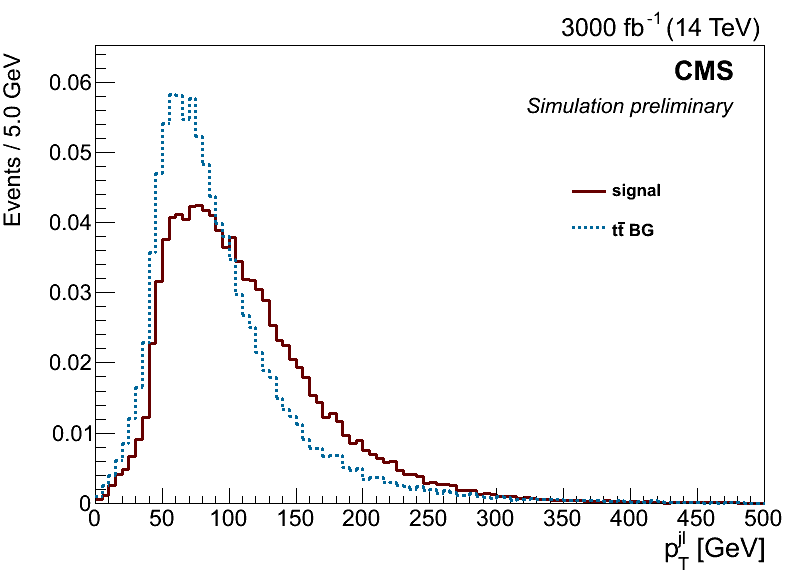 3000 fb⁻¹ (14 TeV)
CMS
Simulation preliminary
Events / 5.0 GeV
0.06
0.05
0.04
0.03
0.02
0.01
0
signal
tt̄ BG
0 50 100 150 200 250 300 350 400 450 500
p_T^jl [GeV]